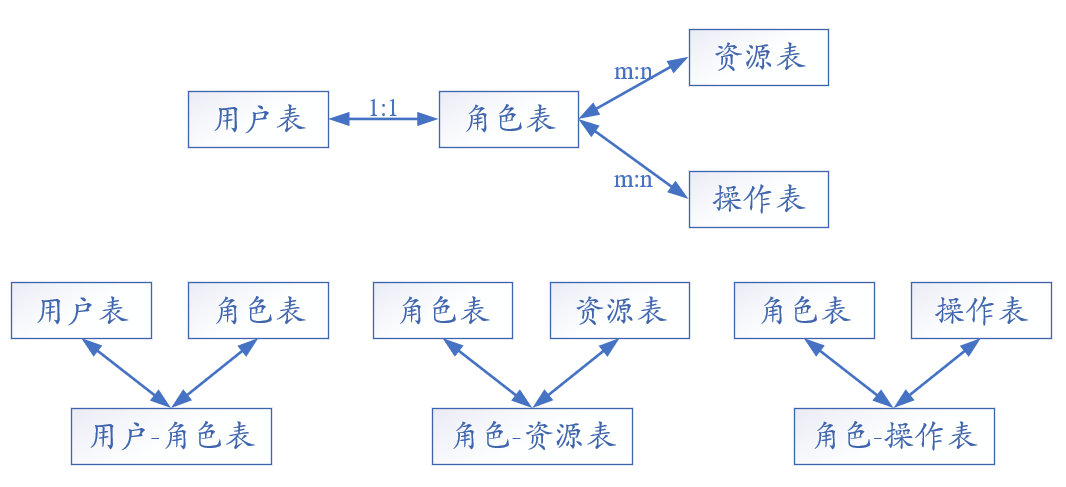 资源表
m:n
用户表
1:1
角色表
m:n
操作表
用户表
角色表
角色表
资源表
角色表
操作表
用户-角色表
角色-资源表
角色-操作表